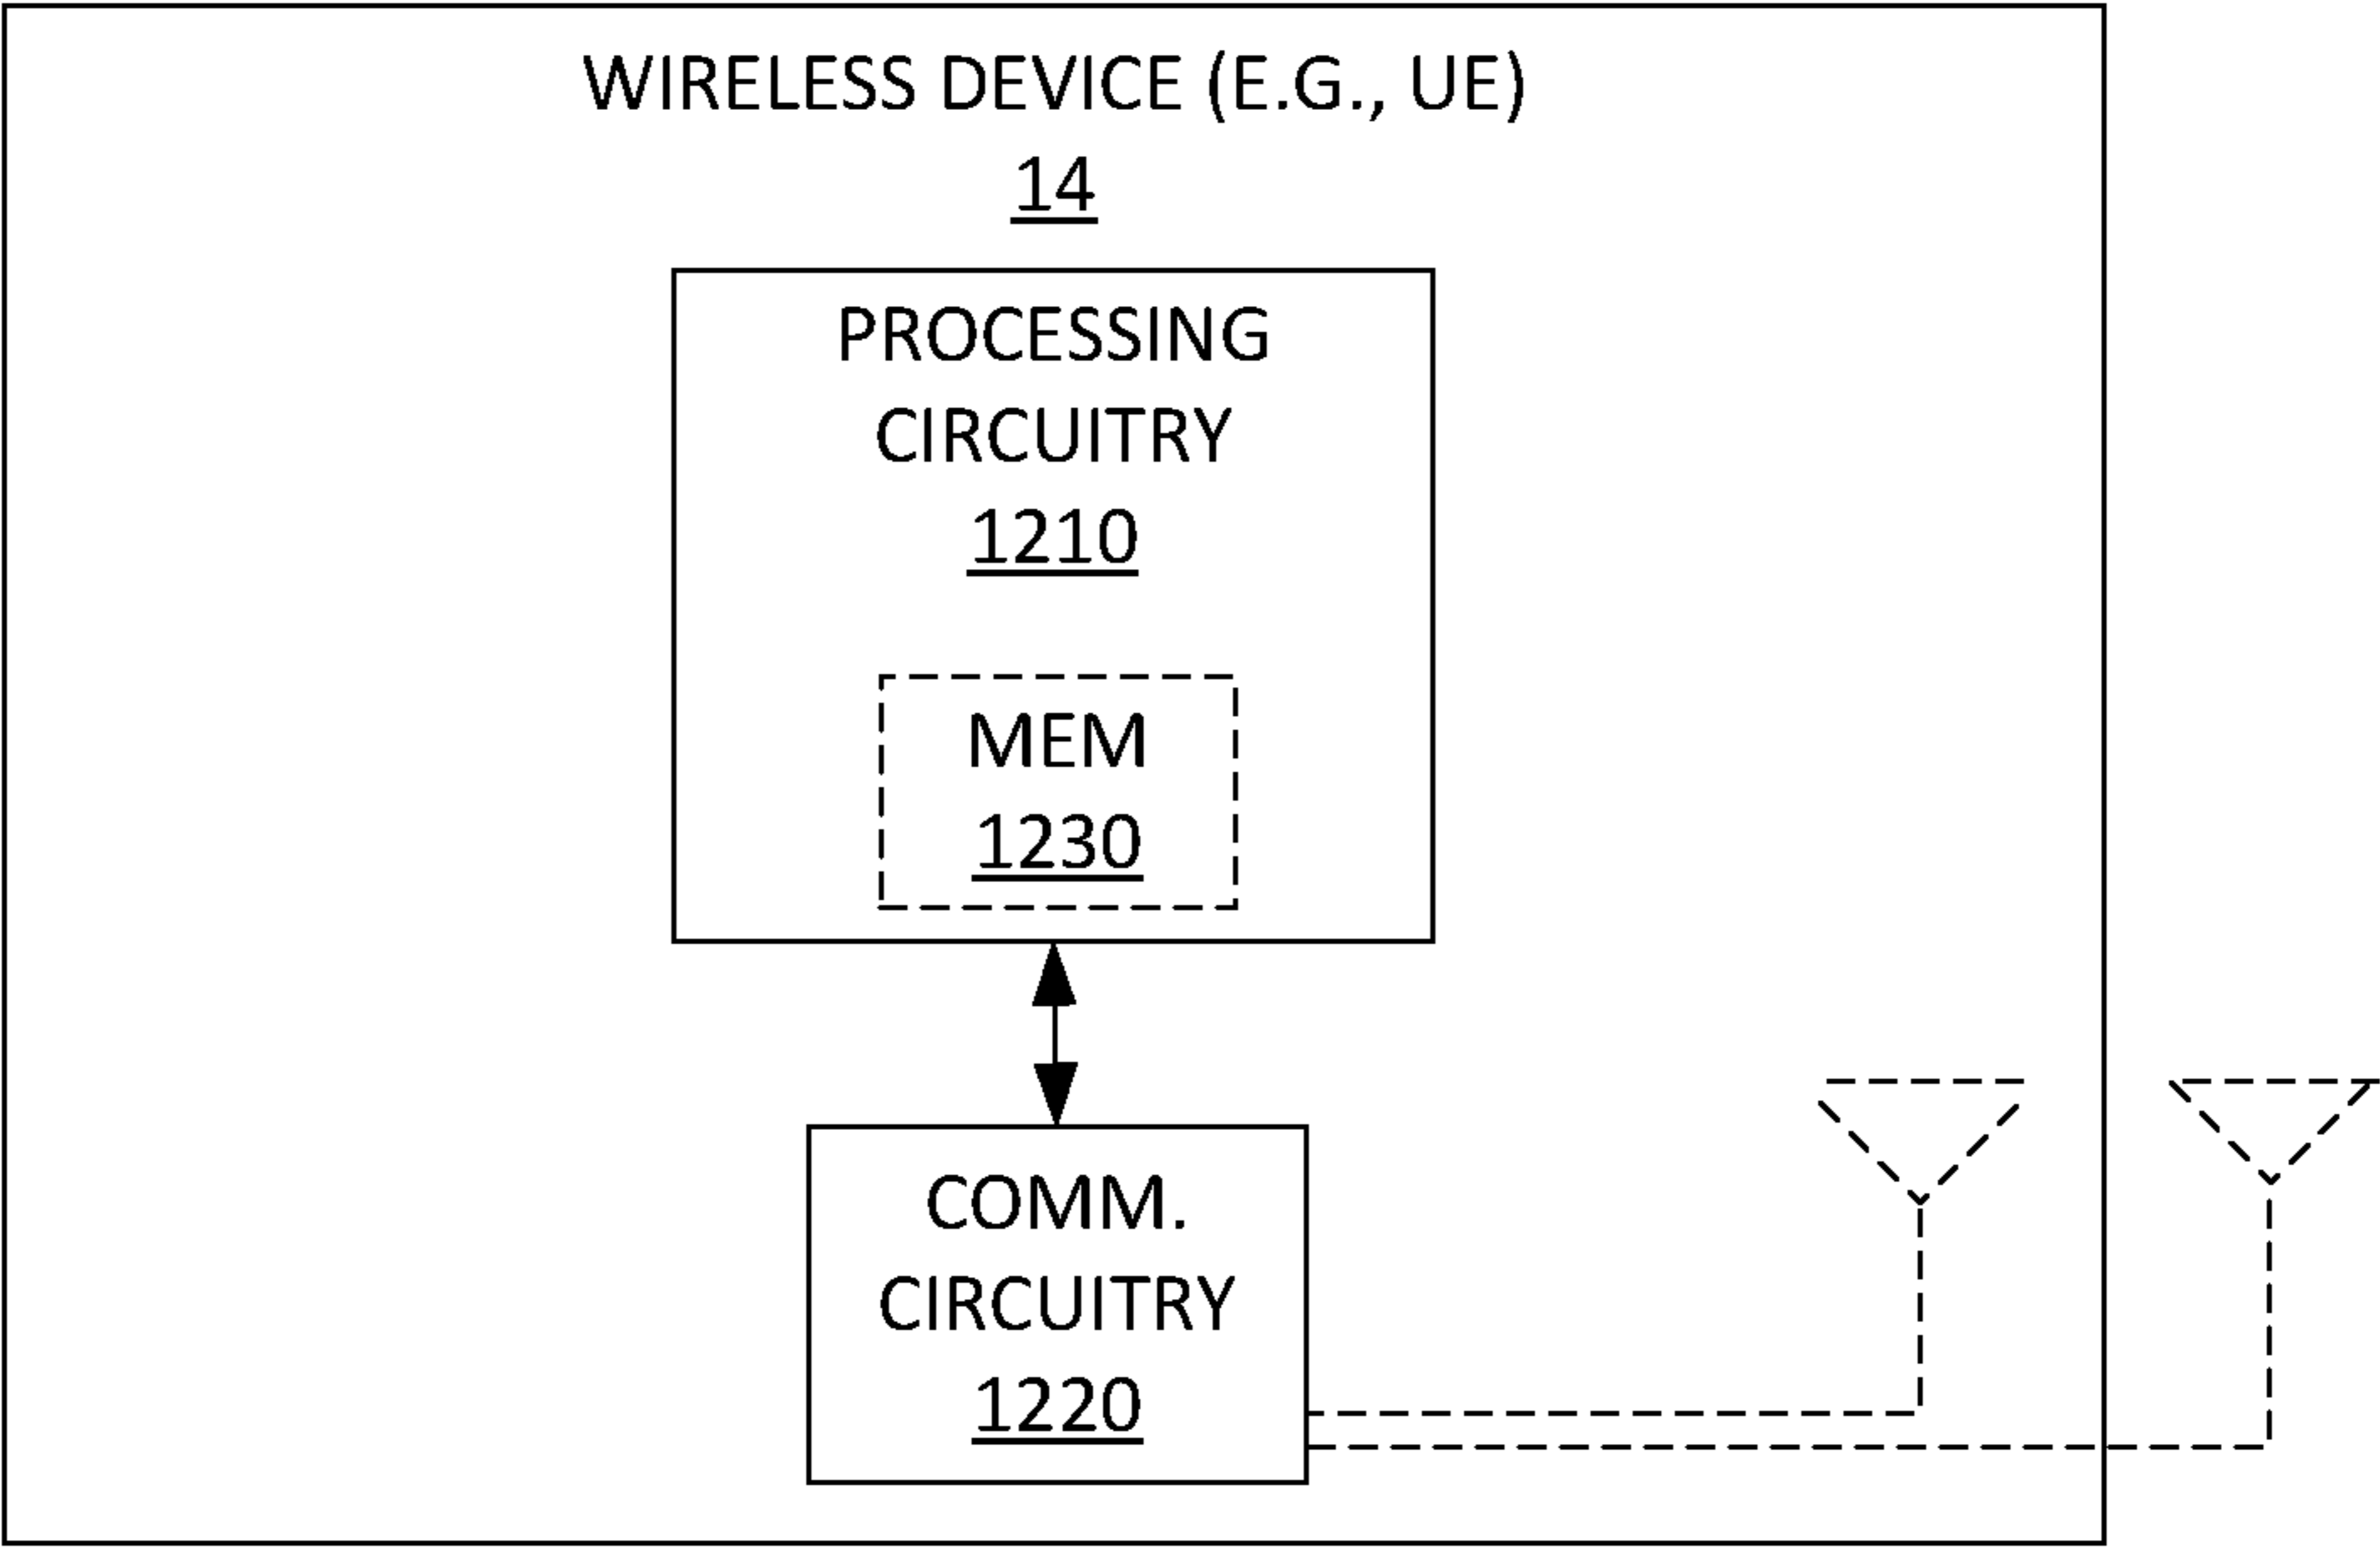 WIRELESS DEVICE (E.G., UE)
14
PROCESSING
CIRCUITRY
1210
MEM
1230
COMM.
CIRCUITRY
1220